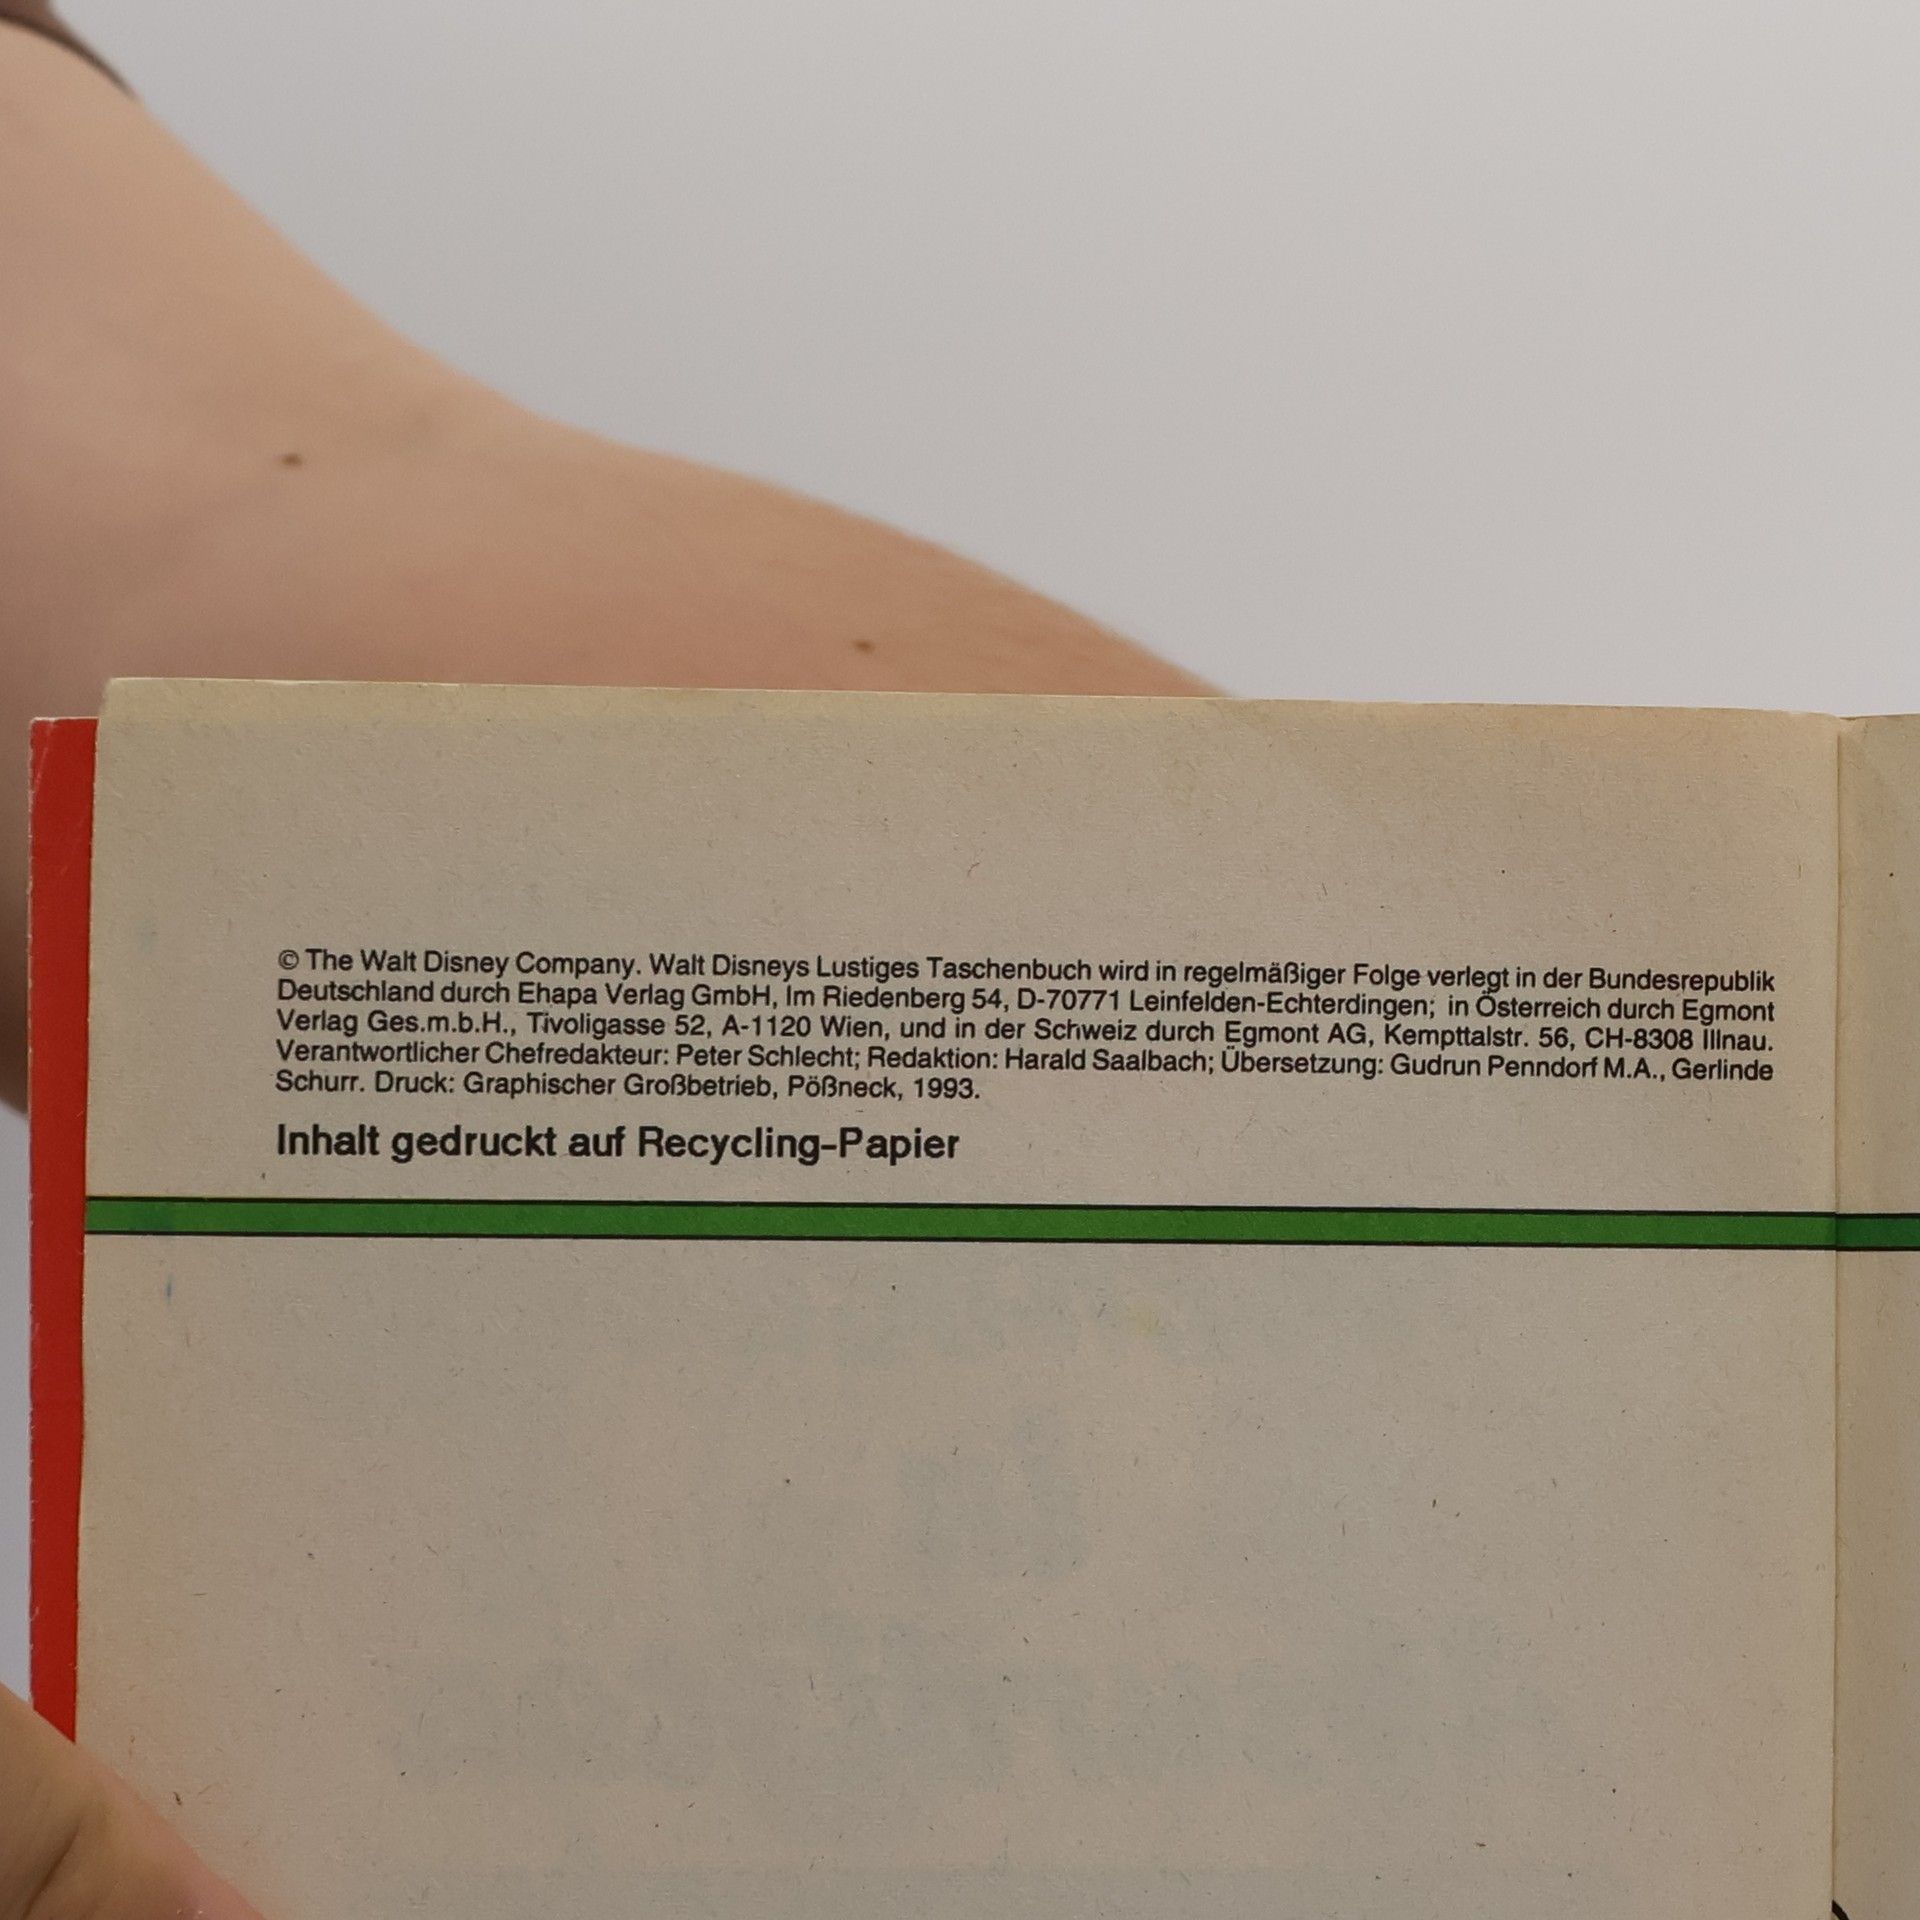 © The Walt Disney Company. Walt Disneys Lustiges Taschenbuch wird in regelmäßiger Folge verlegt in der Bundesrepublik
Deutschland durch Ehapa Verlag GmbH, Im Riedenberg 54, D-70771 Leinfelden-Echterdingen; in Österreich durch Egmont
Verlag Ges.m.b.H., Tivoligasse 52, A-1120 Wien, und in der Schweiz durch Egmont AG, Kempttalstr. 56, CH-8308 Illnau.
Verantwortlicher Chefredakteur: Peter Schlecht; Redaktion: Harald Saalbach; Übersetzung: Gudrun Penndorf M.A., Gerlinde
Schurr. Druck: Graphischer Großbetrieb, Pößneck, 1993.
Inhalt gedruckt auf Recycling-Papier